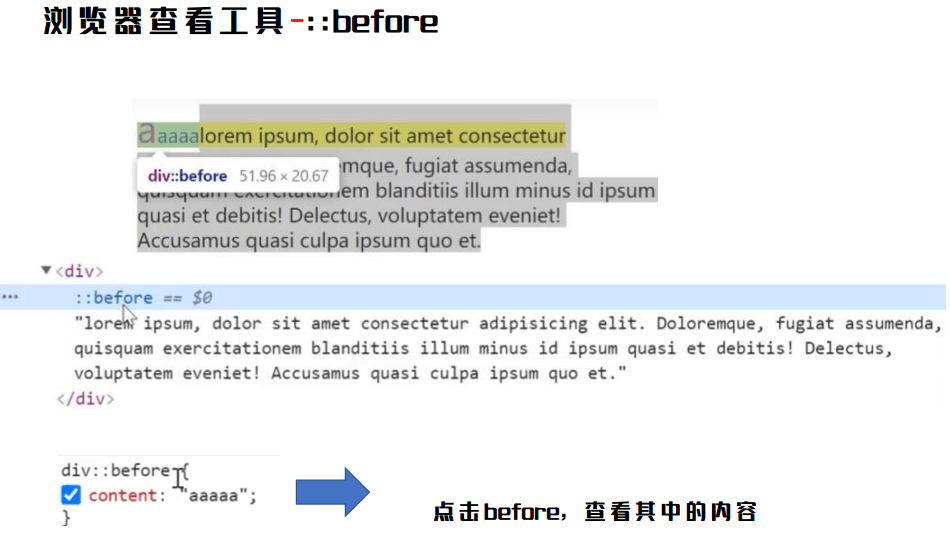 浏览器查看工具-::before
aaaaalorem ipsum, dolor sit amet consectetur
mque, fugiat assumenda,
div::before 51.96 × 20.67
quisquam exercitationem blanditiis illum minus id ipsum
quasi et debitis! Delectus, voluptatem eveniet!
Accusamus quasi culpa ipsum quo et.
▼<div>
··· ::before == $0
"lorem ipsum, dolor sit amet consectetur adipisicing elit. Doloremque, fugiat assumenda,
quisquam exercitationem blanditiis illum minus id ipsum quasi et debitis! Delectus,
voluptatem eveniet! Accusamus quasi culpa ipsum quo et."
</div>
div::before {
content: "aaaaa";
}
点击before，查看其中的内容